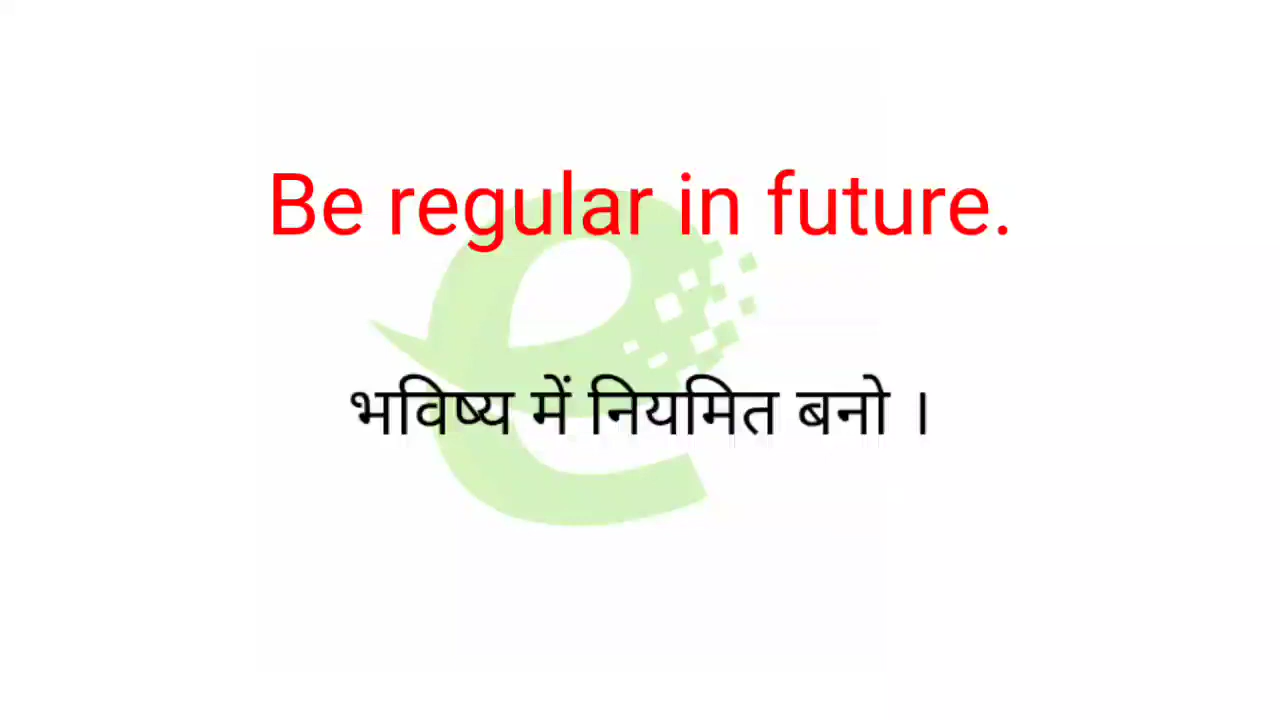 Be regular in future.
भविष्य में नियमित बनो ।